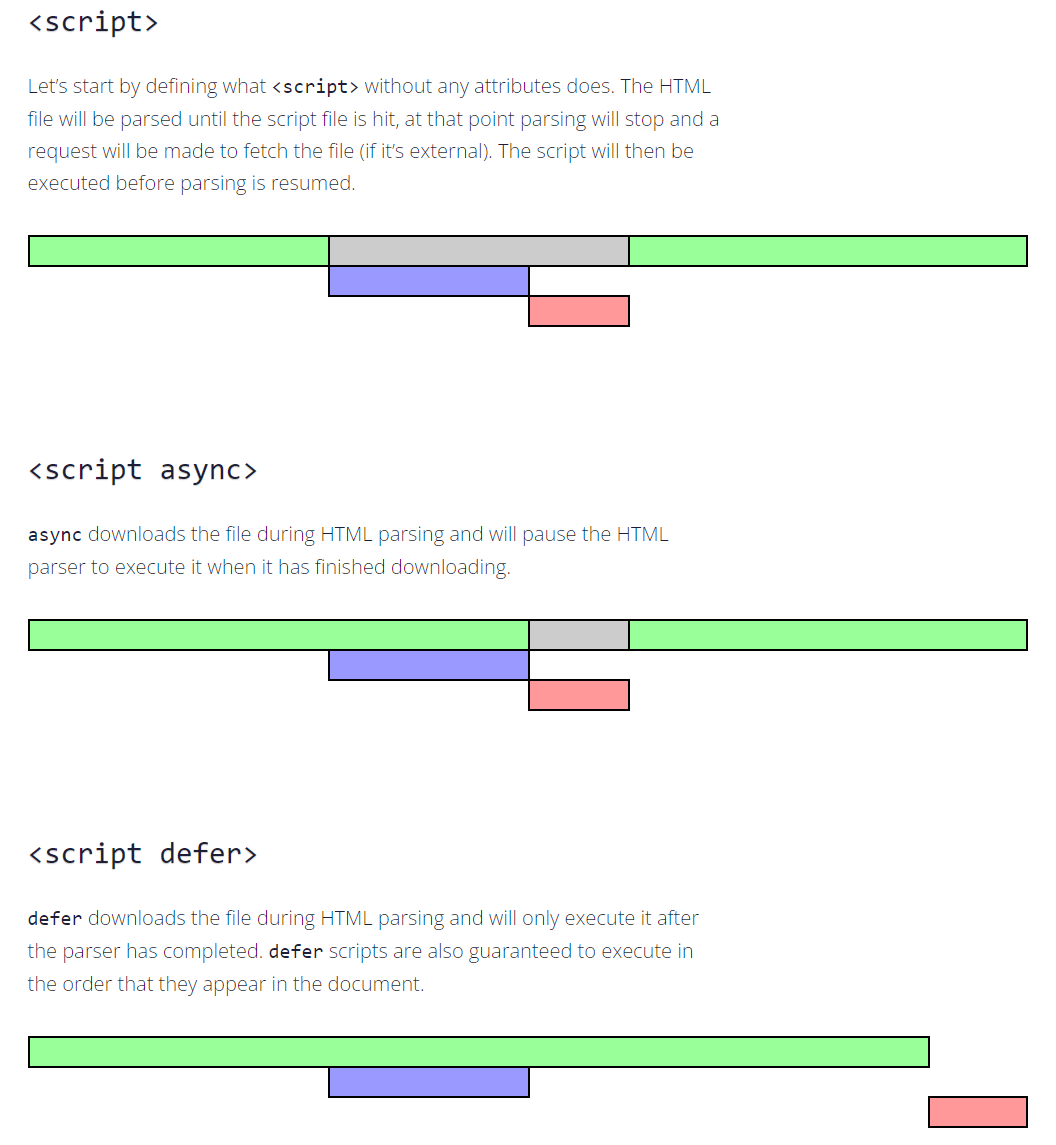 <script>
Let’s start by defining what <script> without any attributes does. The HTML
file will be parsed until the script file is hit, at that point parsing will stop and a
request will be made to fetch the file (if it’s external). The script will then be
executed before parsing is resumed.
<script async>
async downloads the file during HTML parsing and will pause the HTML
parser to execute it when it has finished downloading.
<script defer>
defer downloads the file during HTML parsing and will only execute it after
the parser has completed. defer scripts are also guaranteed to execute in
the order that they appear in the document.